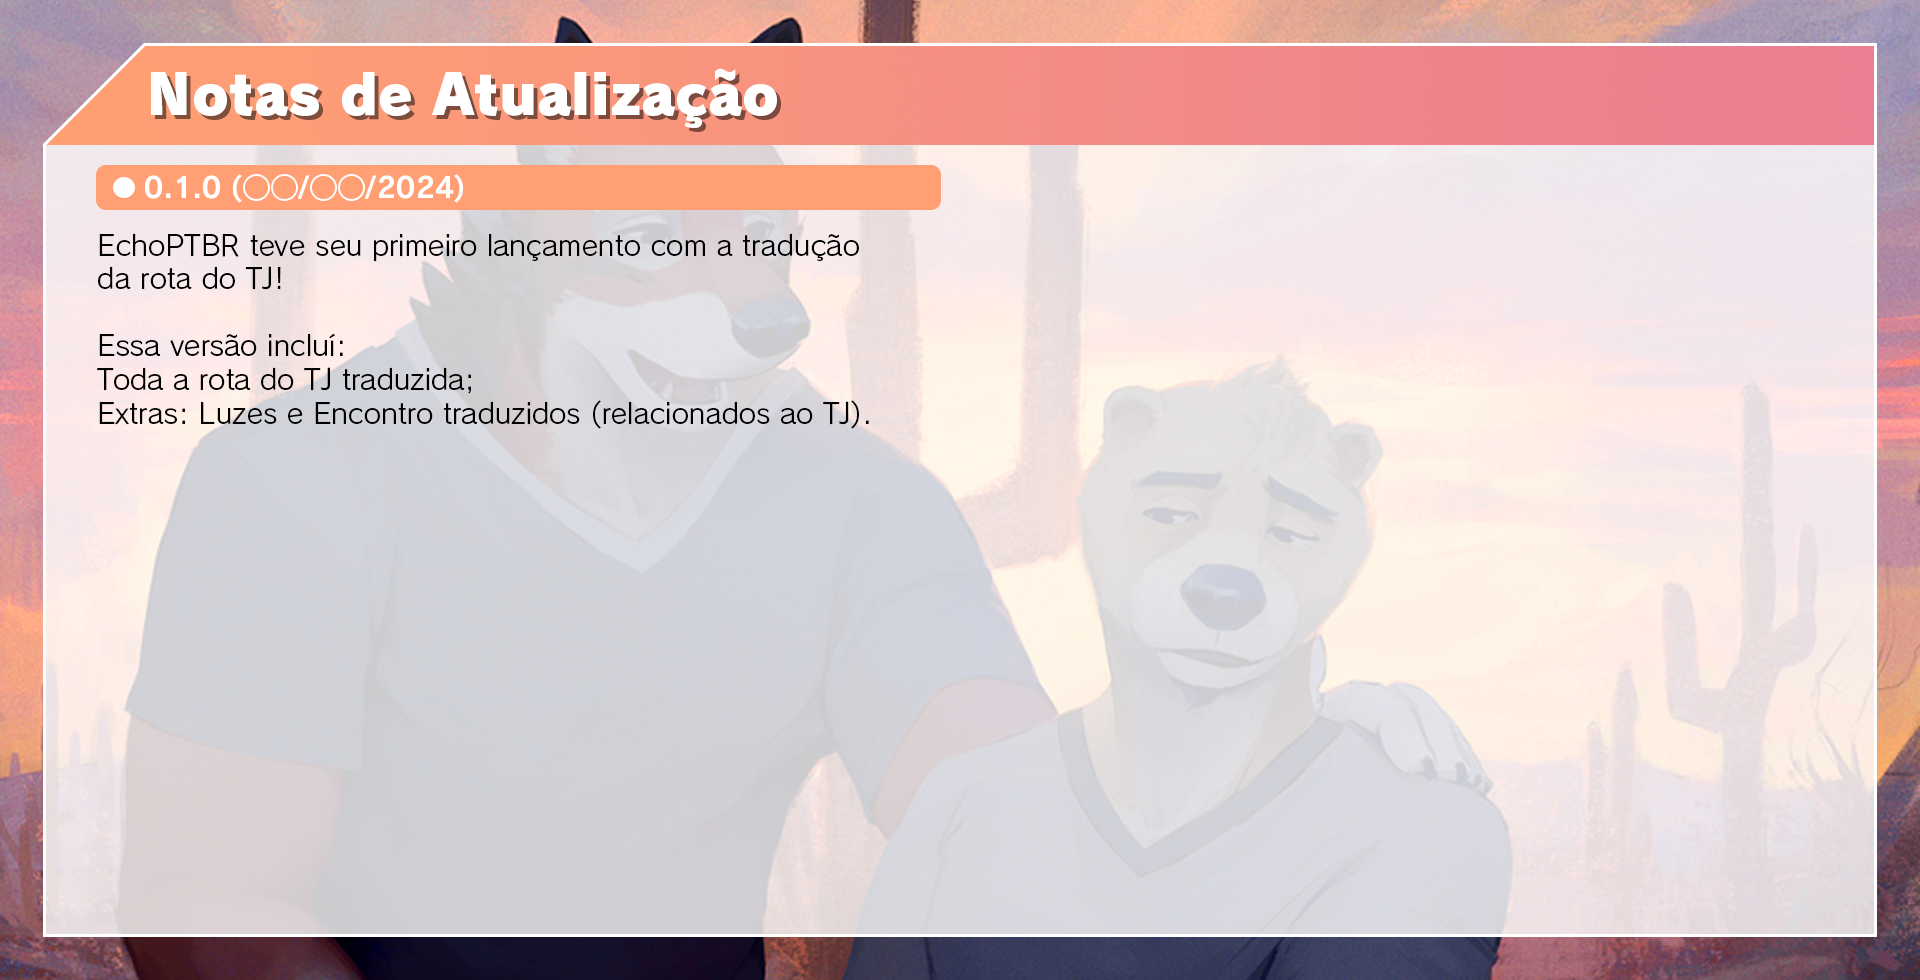 Notas de Atualização
● 0.1.0 (○○/○○/2024)
EchoPTBR teve seu primeiro lançamento com a tradução
da rota do TJ!
Essa versão incluí:
Toda a rota do TJ traduzida;
Extras: Luzes e Encontro traduzidos (relacionados ao TJ).